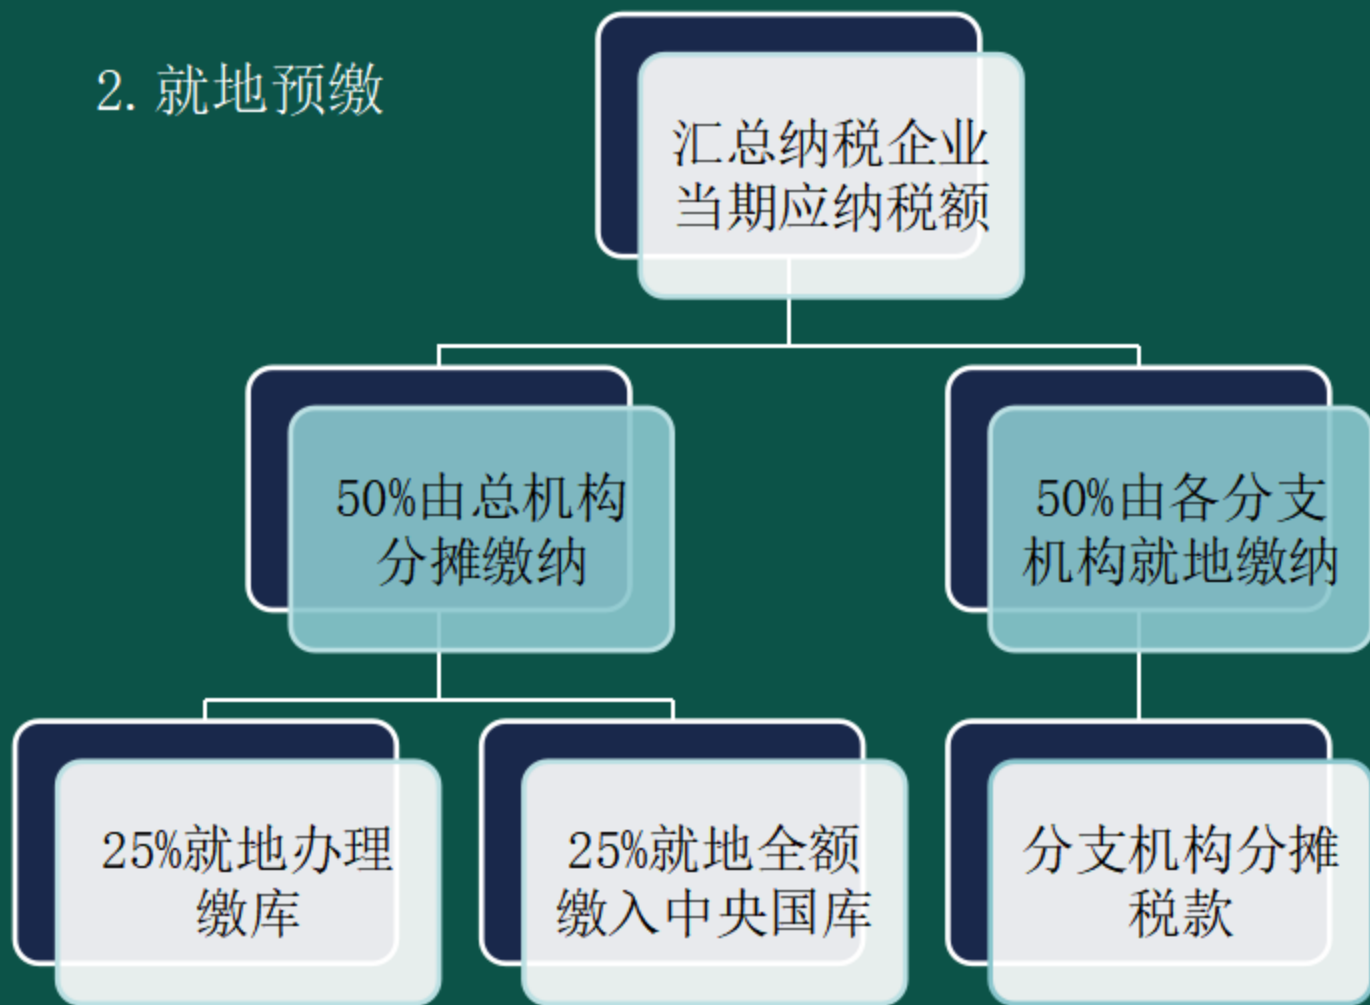 2. 就地预缴
汇总纳税企业
当期应纳税额
50%由总机构
分摊缴纳
50%由各分支
机构就地缴纳
25%就地办理
缴库
25%就地全额
缴入中央国库
分支机构分摊
税款